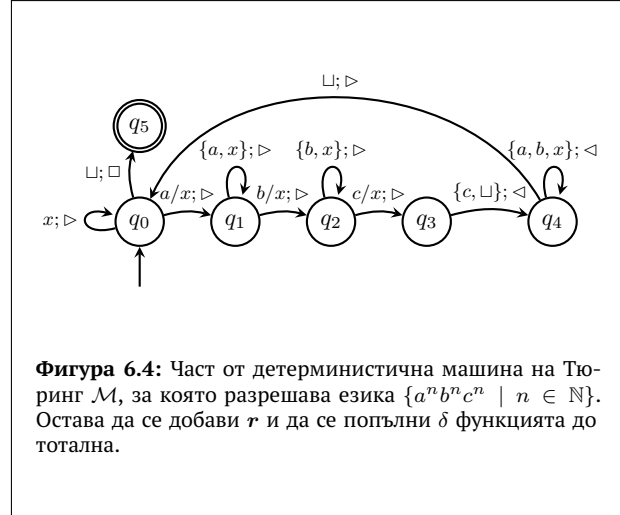 ⊔; ▷
q₅
{a, x}; ▷
{b, x}; ▷
{a, b, x}; ◁
⊔; □
a/x; ▷
b/x; ▷
c/x; ▷
{c, ⊔}; ◁
x; ▷
q₀
q₁
q₂
q₃
q₄
Фигура 6.4: Част от детерминистична машина на Тю-
ринг ℳ, за която разрешава езика {aⁿbⁿcⁿ | n ∈ ℕ}.
Остава да се добави r и да се попълни δ функцията до
тотална.